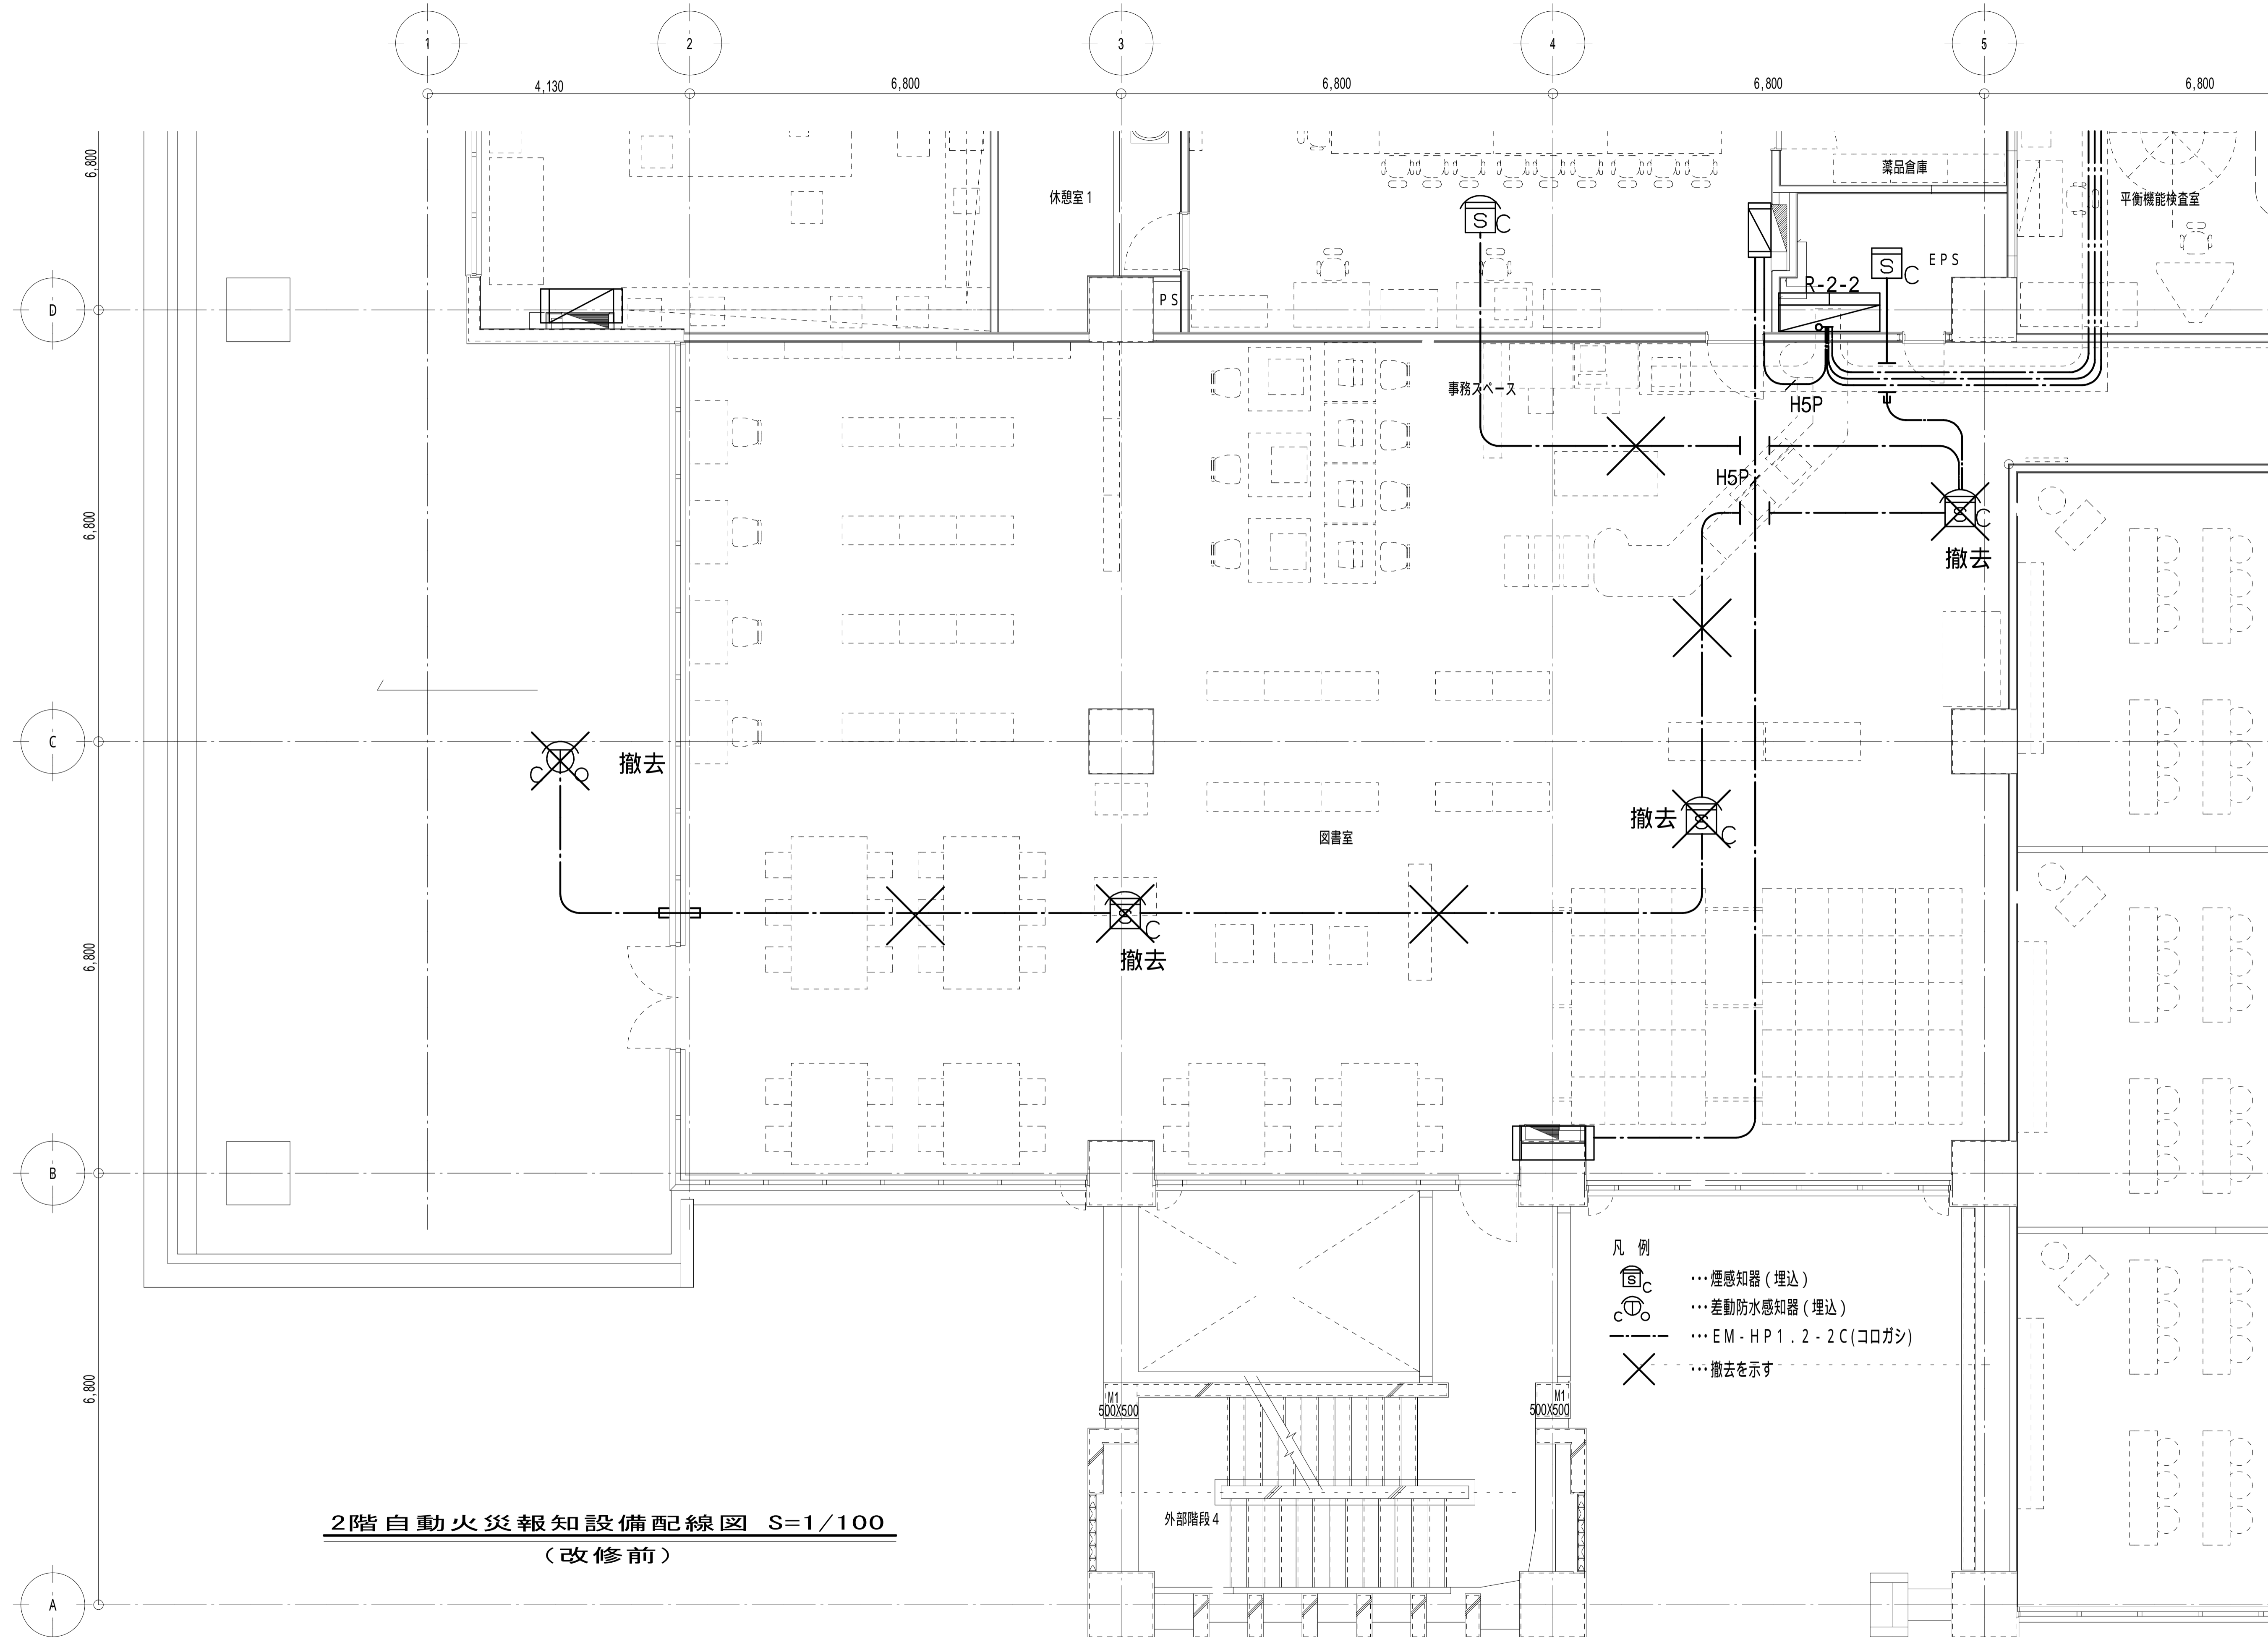 1
2
3
4
5
4,130
6,800
6,800
6,800
6,800
6,800
休憩室1
薬品倉庫
平衡機能検査室
S C
S C
EPS
R-2-2
PS
D
事務スペース
H5P
H5P
6,800
S C
撤去
C
C O
撤去
撤去
S C
図書室
6,800
S C
撤去
B
凡 例
S C
・・・煙感知器(埋込)
C O
・・・差動防水感知器(埋込)
・・・EM-HP1.2-2C(コロガシ)
・・・撤去を示す
6,800
M1
500X500
M1
500X500
外部階段4
2階自動火災報知設備配線図 S=1/100
(改修前)
A